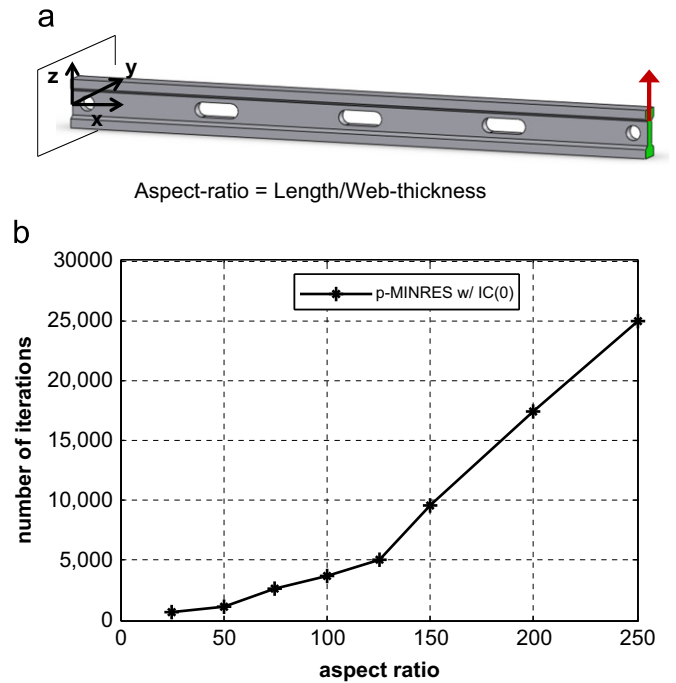 a
z
y
x
Aspect-ratio = Length/Web-thickness
b
30000
25,000
20,000
15,000
10,000
5,000
0
number of iterations
p-MINRES w/ IC(0)
0 50 100 150 200 250
aspect ratio